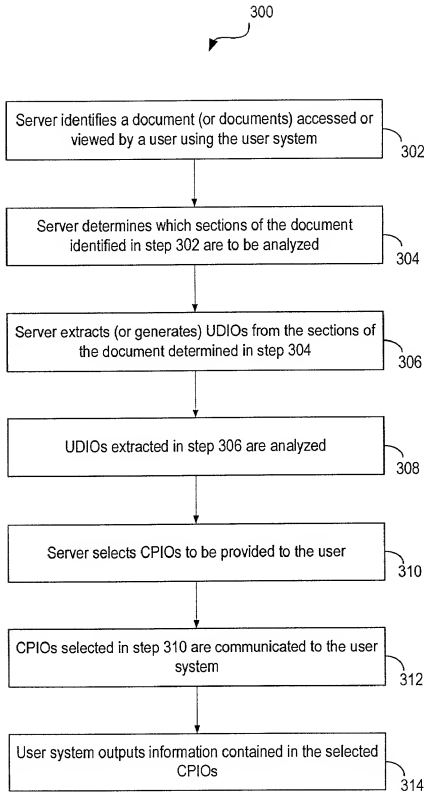 300
Server identifies a document (or documents) accessed or
viewed by a user using the user system
302
Server determines which sections of the document
identified in step 302 are to be analyzed
304
Server extracts (or generates) UDIOs from the sections of
the document determined in step 304
306
UDIOs extracted in step 306 are analyzed
308
Server selects CPIOs to be provided to the user
310
CPIOs selected in step 310 are communicated to the user
system
312
User system outputs information contained in the selected
CPIOs
314